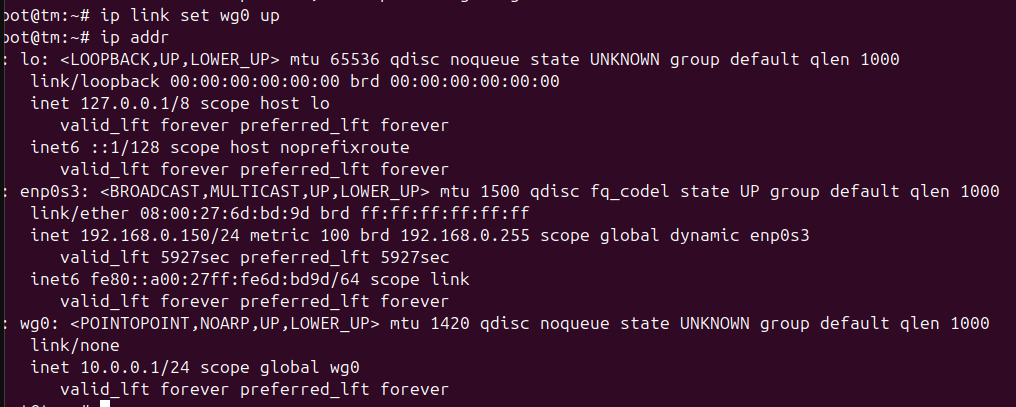 oot@tm:~# ip link set wg0 up
oot@tm:~# ip addr
: lo: <LOOPBACK,UP,LOWER_UP> mtu 65536 qdisc noqueue state UNKNOWN group default qlen 1000
link/loopback 00:00:00:00:00:00 brd 00:00:00:00:00:00
inet 127.0.0.1/8 scope host lo
valid_lft forever preferred_lft forever
inet6 ::1/128 scope host noprefixroute
valid_lft forever preferred_lft forever
: enp0s3: <BROADCAST,MULTICAST,UP,LOWER_UP> mtu 1500 qdisc fq_codel state UP group default qlen 1000
link/ether 08:00:27:6d:bd:9d brd ff:ff:ff:ff:ff:ff
inet 192.168.0.150/24 metric 100 brd 192.168.0.255 scope global dynamic enp0s3
valid_lft 5927sec preferred_lft 5927sec
inet6 fe80::a00:27ff:fe6d:bd9d/64 scope link
valid_lft forever preferred_lft forever
: wg0: <POINTOPOINT,NOARP,UP,LOWER_UP> mtu 1420 qdisc noqueue state UNKNOWN group default qlen 1000
link/none
inet 10.0.0.1/24 scope global wg0
valid_lft forever preferred_lft forever